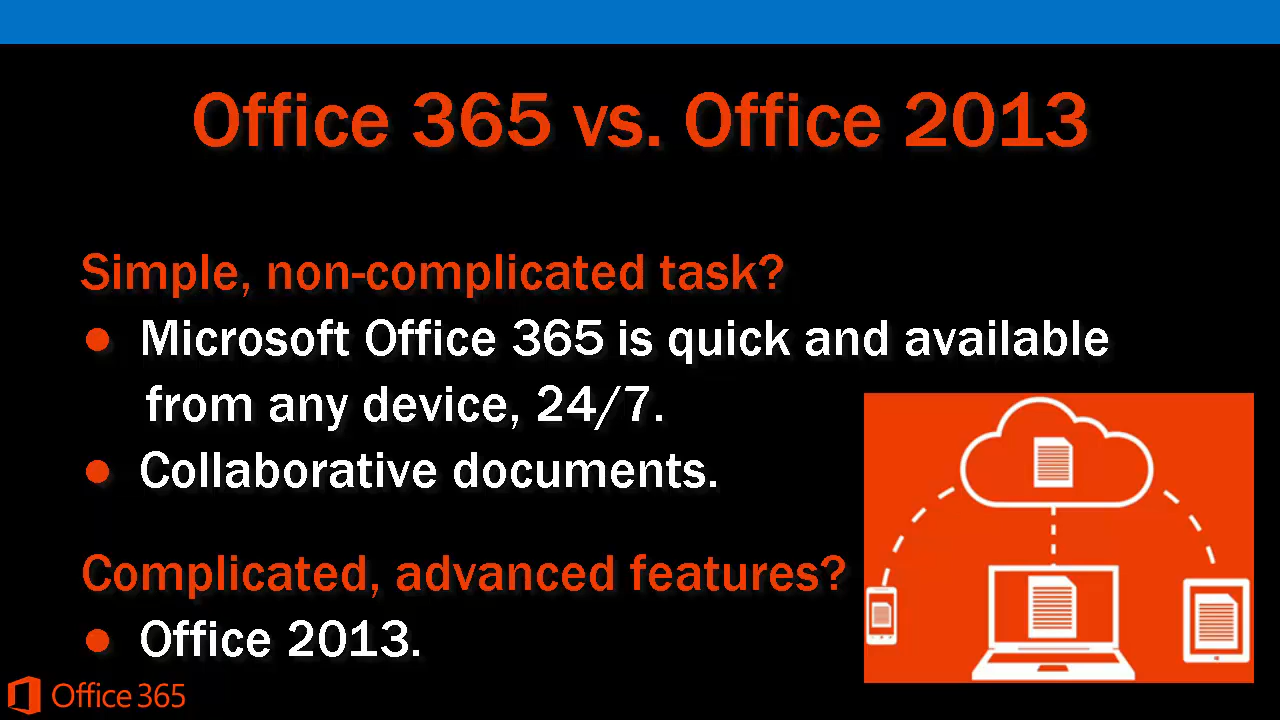 Office 365 vs. Office 2013
Simple, non-complicated task?
● Microsoft Office 365 is quick and available
from any device, 24/7.
● Collaborative documents.
Complicated, advanced features?
● Office 2013.
Office 365